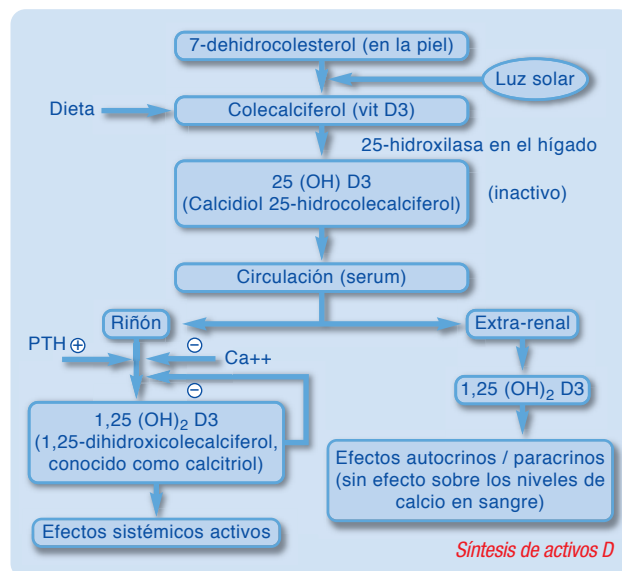 7-dehidrocolesterol (en la piel)
Luz solar
Dieta
Colecalciferol (vit D3)
25-hidroxilasa en el hígado
25 (OH) D3
(Calcidiol 25-hidrocolecalciferol)
(inactivo)
Circulación (serum)
Riñón
Extra-renal
PTH ⊕
⊖
Ca++
⊖
1,25 (OH)₂ D3
1,25 (OH)₂ D3
(1,25-dihidroxicolecalciferol,
conocido como calcitriol)
Efectos autocrinos / paracrinos
(sin efecto sobre los niveles de
calcio en sangre)
Efectos sistémicos activos
Síntesis de activos D